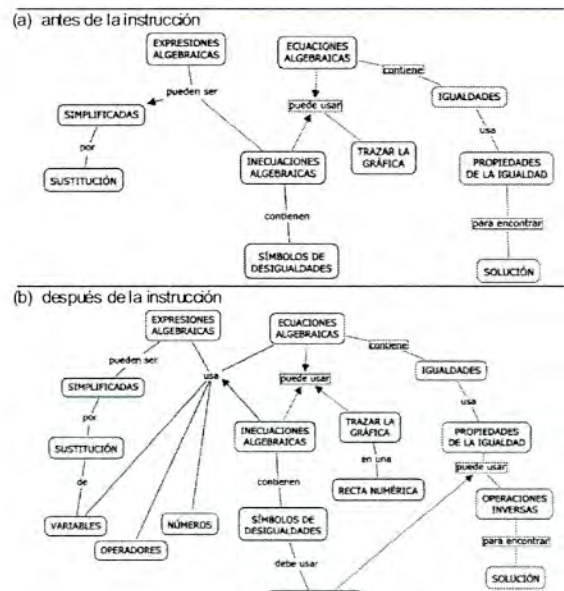 (a) antes de la instrucción
EXPRESIONES
ALGEBRAICAS
ECUACIONES
ALGEBRAICAS
contiene
pueden ser
puede usar
IGUALDADES
SIMPLIFICADAS
usa
por
INECUACIONES
ALGEBRAICAS
TRAZAR LA
GRÁFICA
PROPIEDADES
DE LA IGUALDAD
SUSTITUCIÓN
contienen
para encontrar
SÍMBOLOS DE
DESIGUALDADES
SOLUCIÓN
(b) después de la instrucción
EXPRESIONES
ALGEBRAICAS
ECUACIONES
ALGEBRAICAS
contiene
pueden ser
usa
puede usar
IGUALDADES
SIMPLIFICADAS
usa
por
INECUACIONES
ALGEBRAICAS
TRAZAR LA
GRÁFICA
PROPIEDADES
DE LA IGUALDAD
SUSTITUCIÓN
en una
puede usar
de
contienen
RECTA NUMÉRICA
OPERACIONES
INVERSAS
VARIABLES
NÚMEROS
SÍMBOLOS DE
DESIGUALDADES
OPERADORES
para encontrar
debe usar
SOLUCIÓN